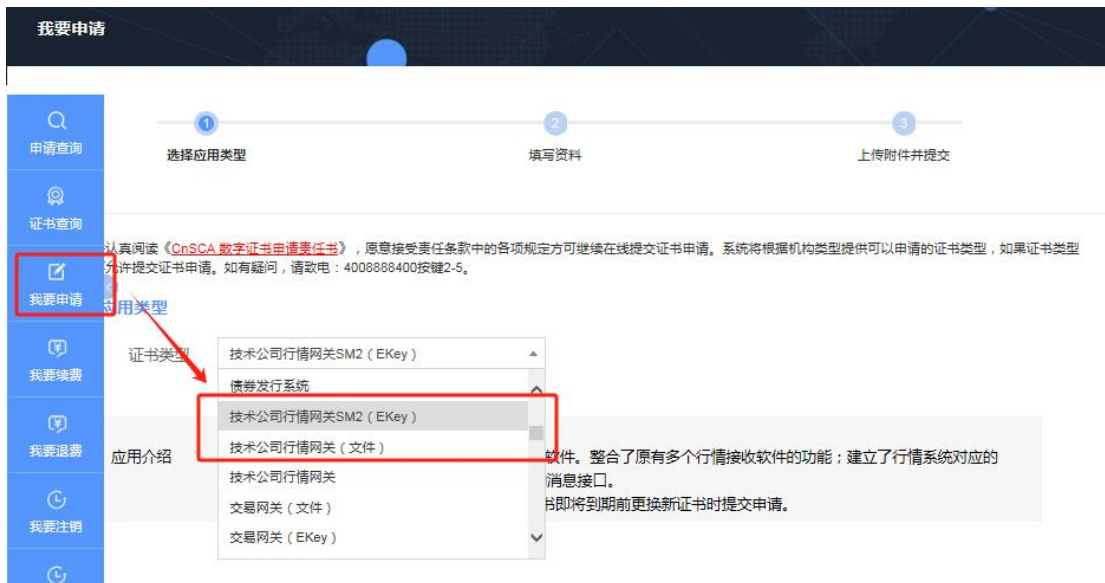 我要申请
申请查询
证书查询
我要申请
我要续费
我要退费
我要注销
1
2
3
选择应用类型
填写资料
上传附件并提交
认真阅读《CnSCA 数字证书申请责任书》，愿意接受责任条款中的各项规定方可继续在线提交证书申请。系统将根据机构类型提供可以申请的证书类型，如果证书类型
允许提交证书申请。如有疑问，请致电：4008888400按键2-5。
应用类型
证书类型
技术公司行情网关SM2（EKey）
债券发行系统
技术公司行情网关SM2（EKey）
技术公司行情网关（文件）
技术公司行情网关
交易网关（文件）
交易网关（EKey）
应用介绍
软件。整合了原有多个行情接收软件的功能；建立了行情系统对应的
消息接口。
书即将到期前更换新证书时提交申请。